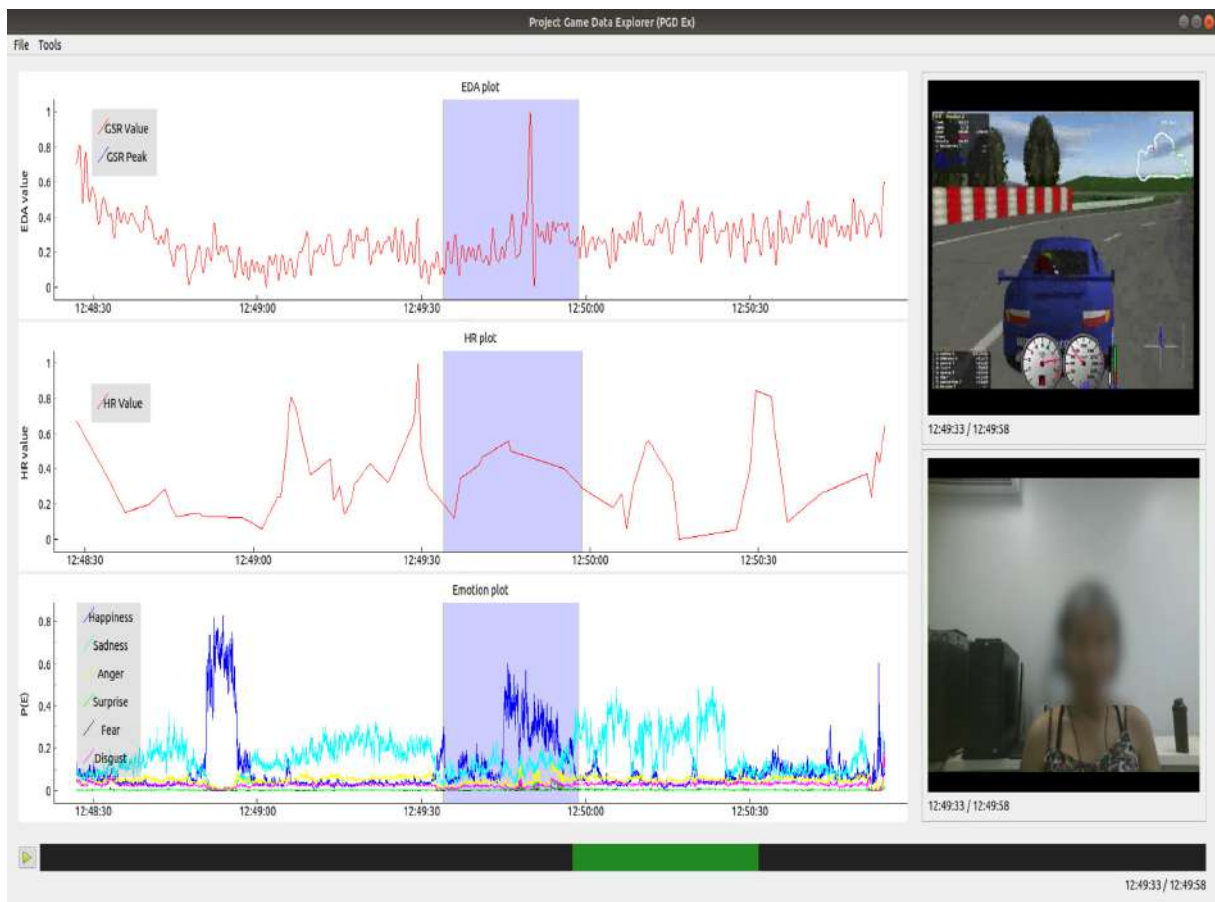 Project Game Data Explorer (PGD Ex)
File Tools
EDA plot
EDA value
1
0.8
0.6
0.4
0.2
0
GSR Value
GSR Peak
12:48:30 12:49:00 12:49:30 12:50:00 12:50:30
HR plot
HR value
1
0.8
0.6
0.4
0.2
0
HR Value
12:48:30 12:49:00 12:49:30 12:50:00 12:50:30
Emotion plot
P(E)
0.8
0.6
0.4
0.2
0
Happiness
Sadness
Anger
Surprise
Fear
Disgust
12:48:30 12:49:00 12:49:30 12:50:00 12:50:30
12:49:33 / 12:49:58
12:49:33 / 12:49:58
12:49:33 / 12:49:58